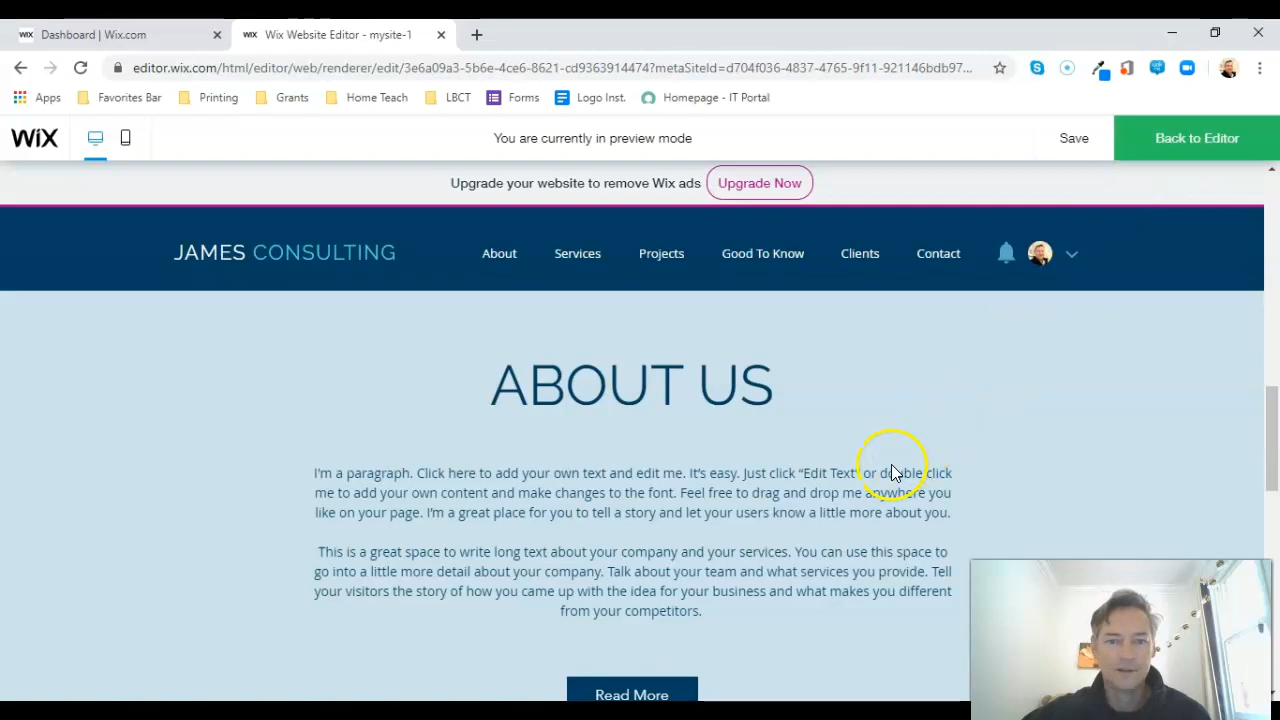 WIX Dashboard | Wix.com
WIX Wix Website Editor - mysite-1
editor.wix.com/html/editor/web/renderer/edit/3e6a09a3-5b6e-4ce6-8621-cd9363914474?metaSiteId=d704f036-4837-4765-9f11-921146bdb97...
Apps Favorites Bar Printing Grants Home Teach LBCT Forms Logo Inst. Homepage - IT Portal
WiX You are currently in preview mode Save Back to Editor
Upgrade your website to remove Wix ads Upgrade Now
JAMES CONSULTING About Services Projects Good To Know Clients Contact
ABOUT US
I'm a paragraph. Click here to add your own text and edit me. It's easy. Just click “Edit Text” or double click
me to add your own content and make changes to the font. Feel free to drag and drop me anywhere you
like on your page. I'm a great place for you to tell a story and let your users know a little more about you.
This is a great space to write long text about your company and your services. You can use this space to
go into a little more detail about your company. Talk about your team and what services you provide. Tell
your visitors the story of how you came up with the idea for your business and what makes you different
from your competitors.
Read More